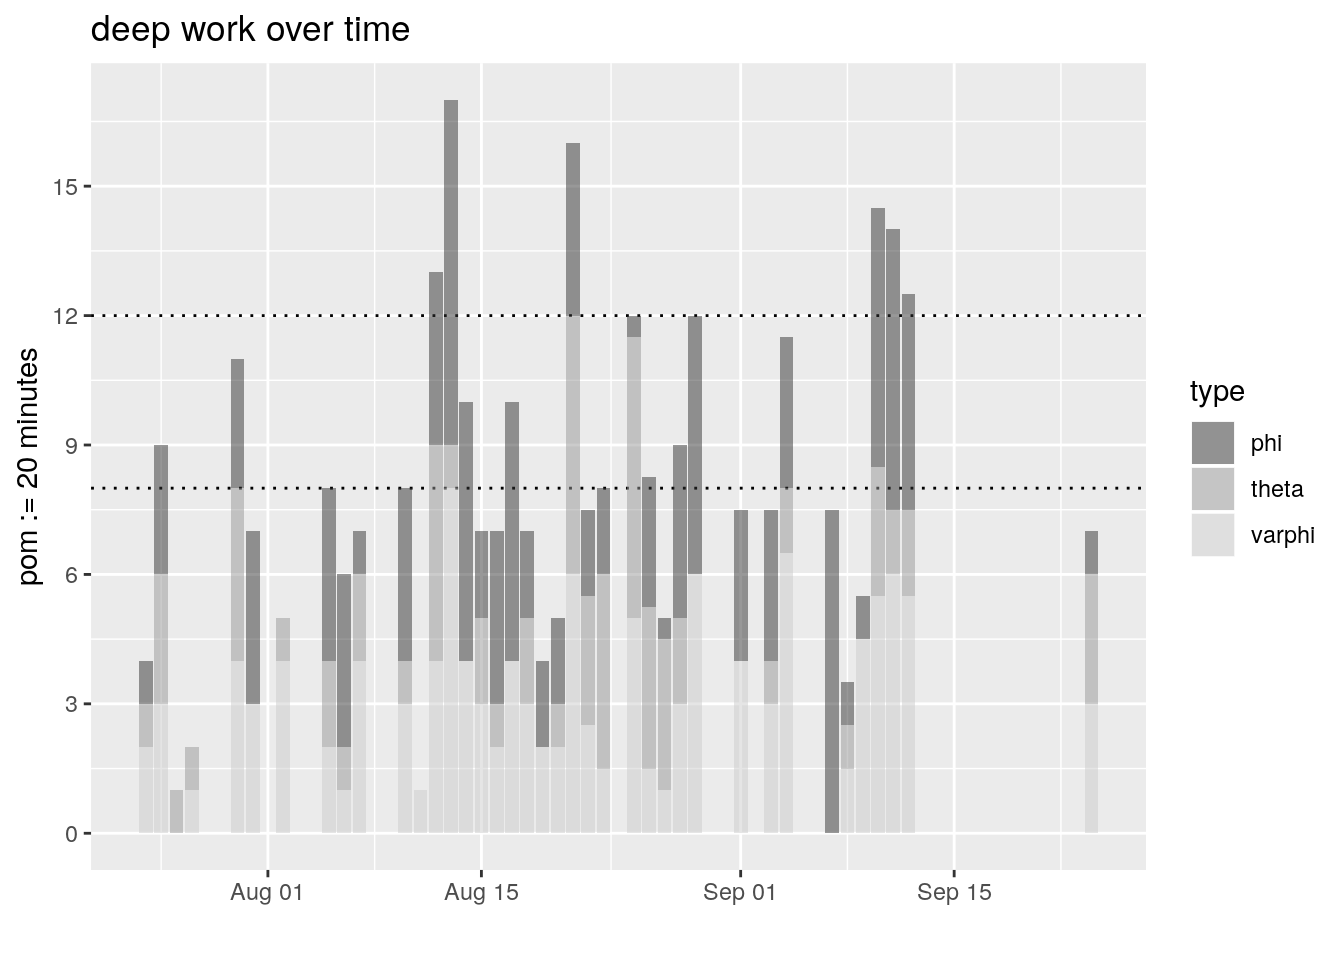 deep work over time
pom := 20 minutes
15
12
9
6
3
0
Aug 01
Aug 15
Sep 01
Sep 15
type
phi
theta
varphi